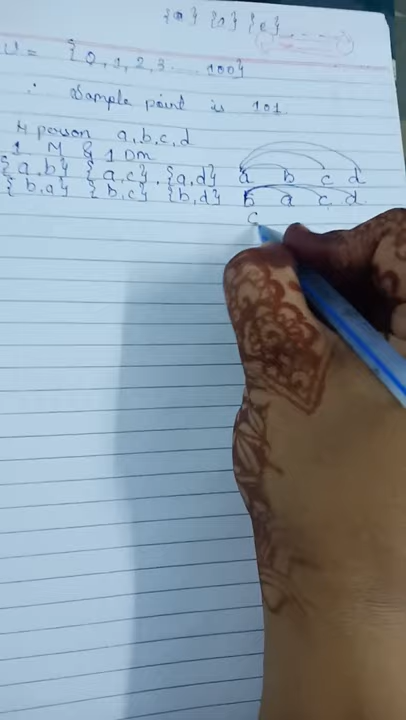 {a} {a} {c} ....
U = {0, 1, 2, 3 ... 100}
∴ Sample point is 101.
4 person a, b, c, d
1 M & 1 DM
{a, b} {a, c} . {a, d} a b c d
{b, a} {b, c} {b, d} b a c d
c